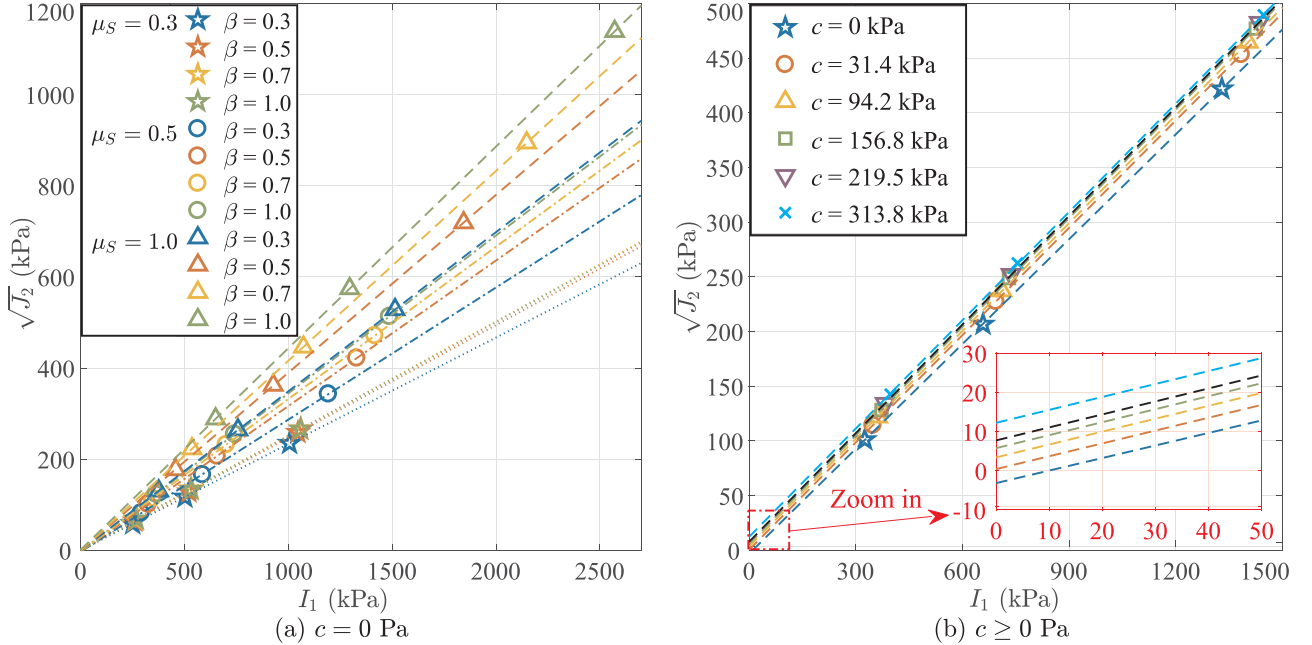 1200
1000
800
600
400
200
0
√J₂ (kPa)
μ_S = 0.3 β = 0.3
β = 0.5
β = 0.7
β = 1.0
μ_S = 0.5 β = 0.3
β = 0.5
β = 0.7
β = 1.0
μ_S = 1.0 β = 0.3
β = 0.5
β = 0.7
β = 1.0
0 500 1000 1500 2000 2500
I₁ (kPa)
(a) c = 0 Pa
500
450
400
350
300
250
200
150
100
50
0
√J₂ (kPa)
c = 0 kPa
c = 31.4 kPa
c = 94.2 kPa
c = 156.8 kPa
c = 219.5 kPa
c = 313.8 kPa
Zoom in
30
20
10
0
-10
0 10 20 30 40 50
0 300 600 900 1200 1500
I₁ (kPa)
(b) c ≥ 0 Pa